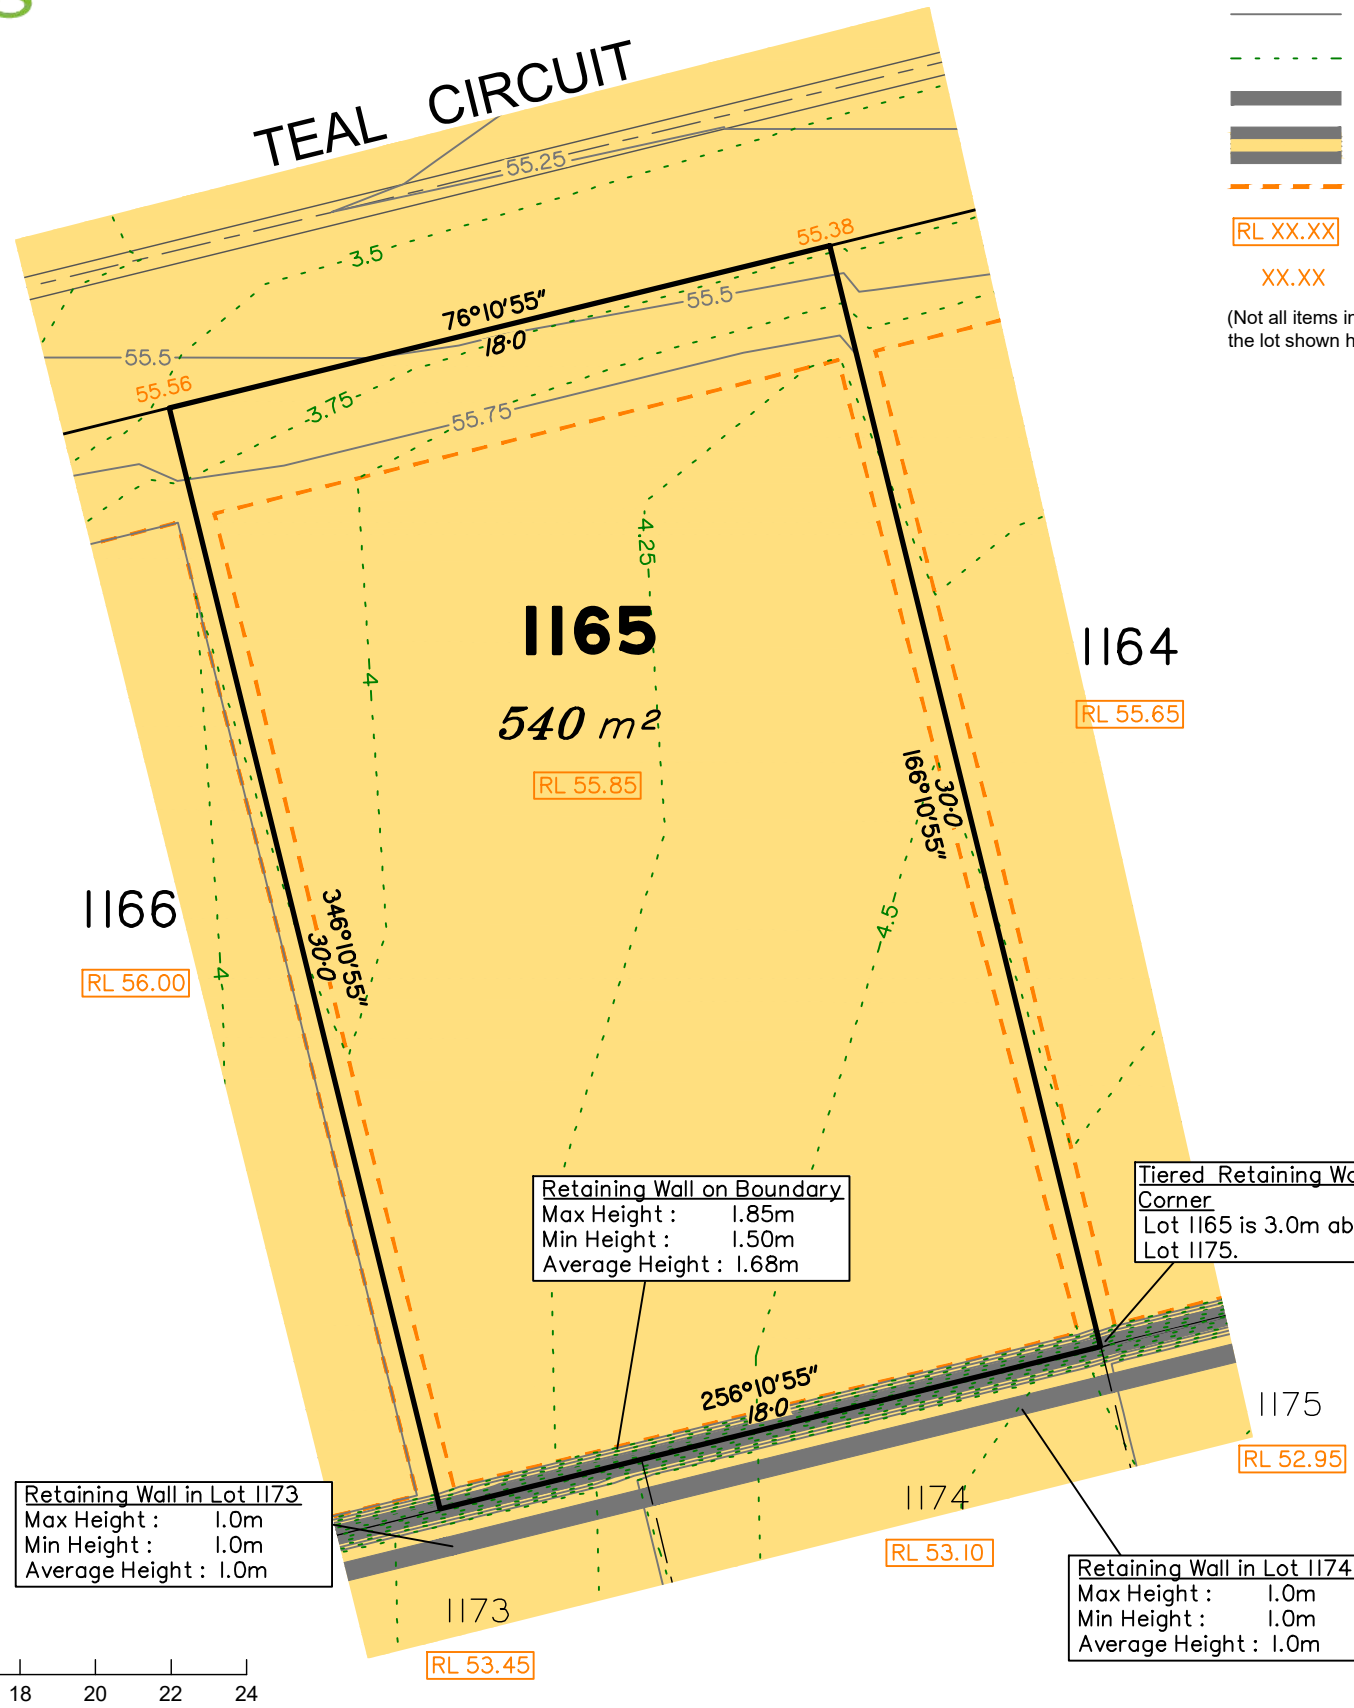 TEAL CIRCUIT
55.25
3.5
55.38
76°10'55"
18·0
55.5
55.5
55.56
3.75
55.75
RL XX.XX
XX.XX
(Not all items in
the lot shown h
4.25
1165
540 m²
RL 55.85
4
1164
RL 55.65
166°10'55"
30·0
1166
RL 56.00
4
346°10'55"
30·0
4.5
Retaining Wall on Boundary
Max Height : 1.85m
Min Height : 1.50m
Average Height : 1.68m
Tiered Retaining
Corner
Lot 1165 is 3.0m
Lot 1175.
256°10'55"
18·0
1175
RL 52.95
Retaining Wall in Lot 1173
Max Height : 1.0m
Min Height : 1.0m
Average Height : 1.0m
1174
RL 53.10
Retaining Wall in Lot 1174
Max Height : 1.0m
Min Height : 1.0m
Average Height : 1.0m
1173
RL 53.45
18 20 22 24